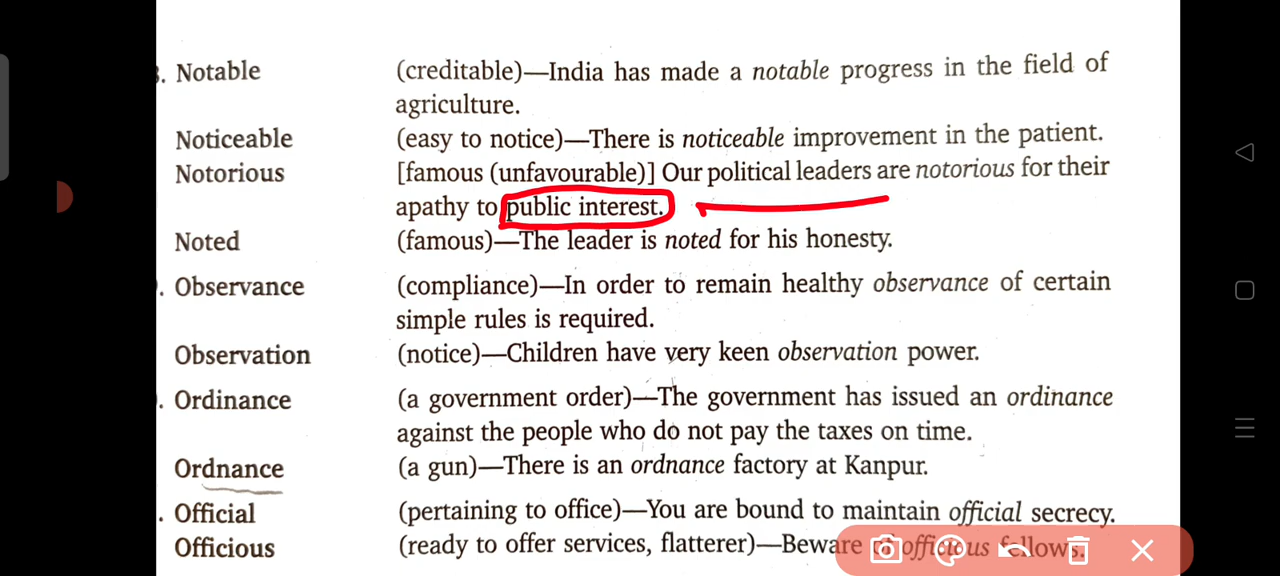 . Notable (creditable)—India has made a notable progress in the field of
agriculture.
Noticeable (easy to notice)—There is noticeable improvement in the patient.
Notorious [famous (unfavourable)] Our political leaders are notorious for their
apathy to public interest.
Noted (famous)—The leader is noted for his honesty.
. Observance (compliance)—In order to remain healthy observance of certain
simple rules is required.
Observation (notice)—Children have very keen observation power.
. Ordinance (a government order)—The government has issued an ordinance
against the people who do not pay the taxes on time.
Ordnance (a gun)—There is an ordnance factory at Kanpur.
. Official (pertaining to office)—You are bound to maintain official secrecy.
Officious (ready to offer services, flatterer)—Beware of officious fellows.